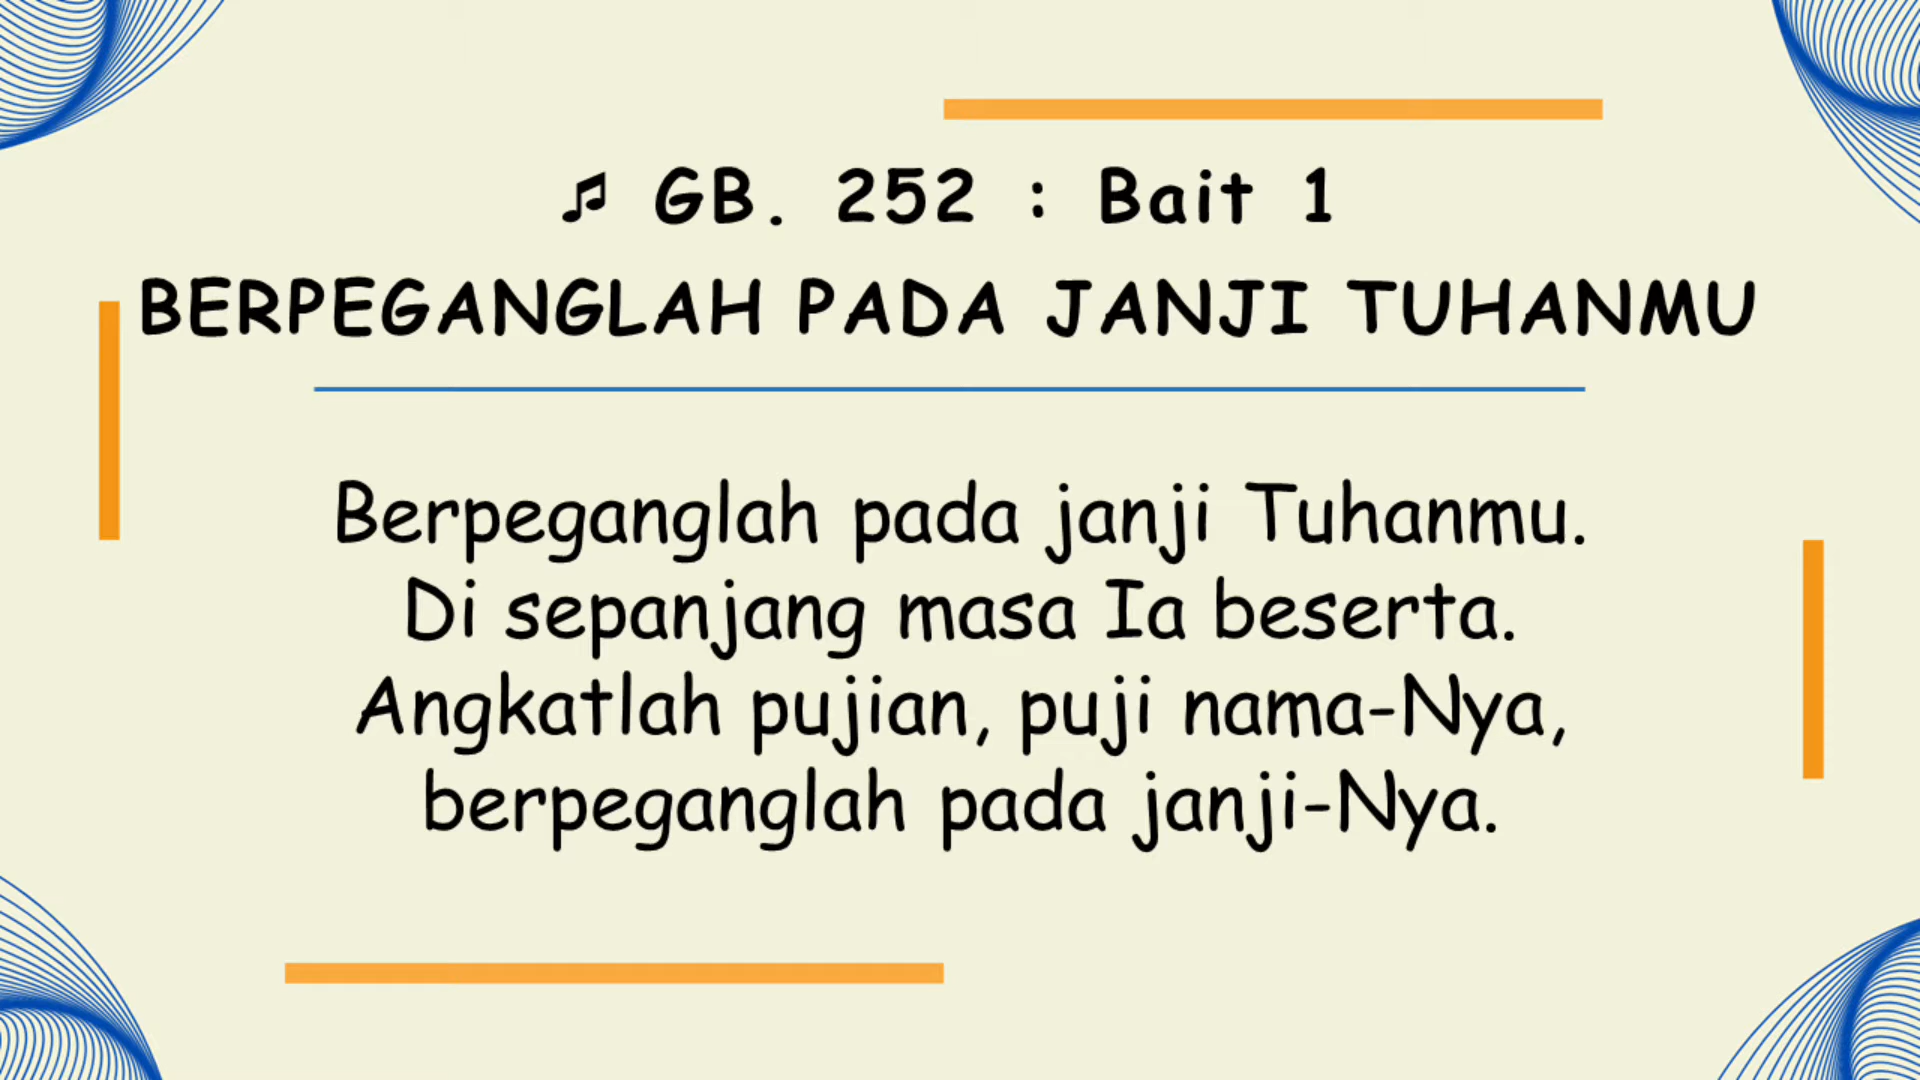 ♫ GB. 252 : Bait 1
BERPEGANGLAH PADA JANJI TUHANMU
Berpeganglah pada janji Tuhanmu.
Di sepanjang masa Ia beserta.
Angkatlah pujian, puji nama-Nya,
berpeganglah pada janji-Nya.